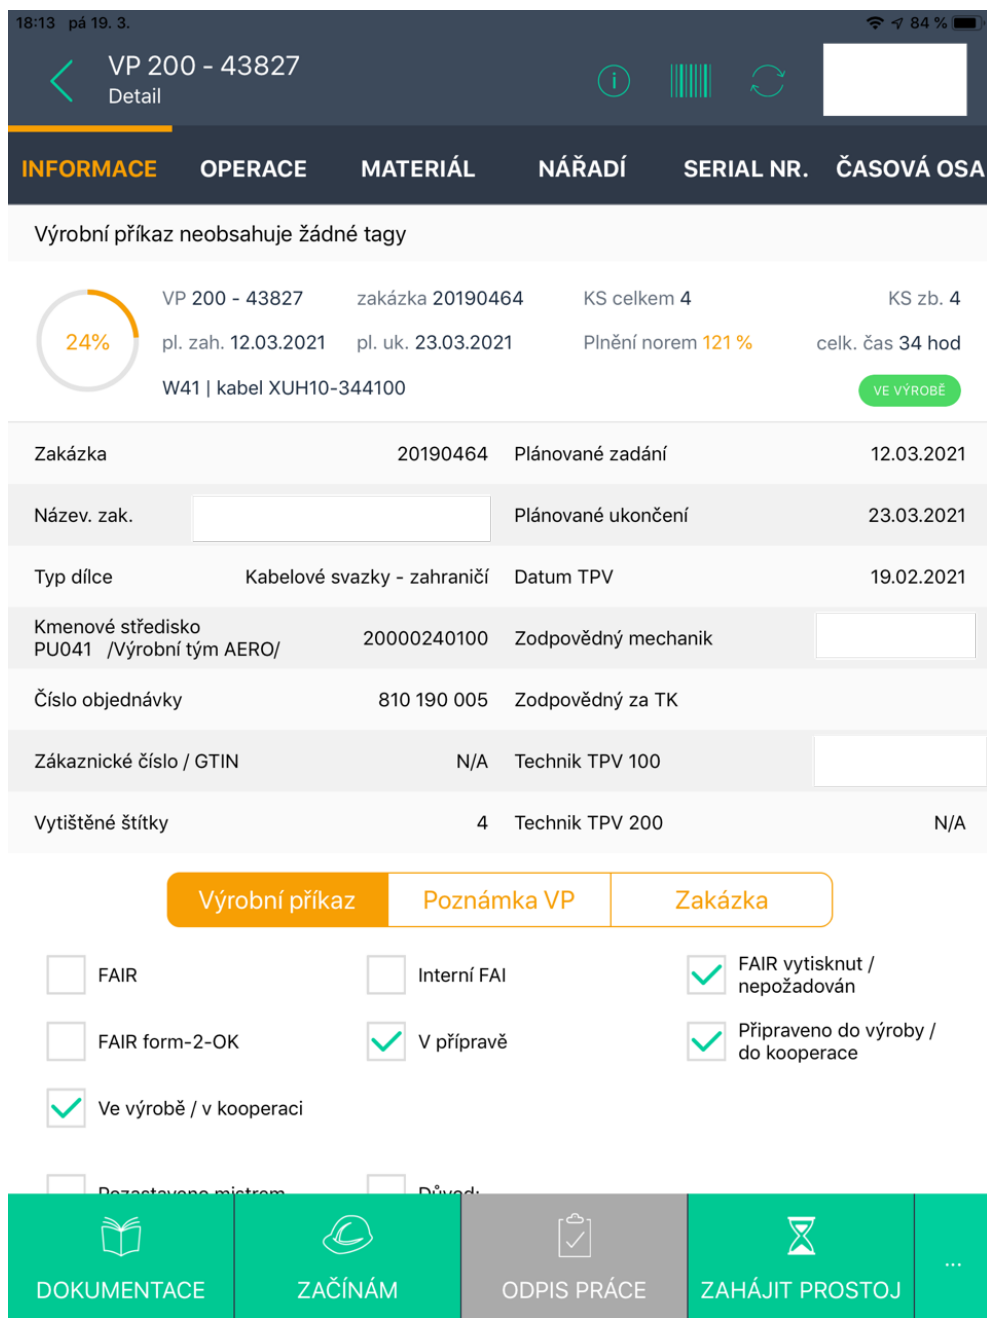 18:13 pá 19. 3.
84 %
VP 200 - 43827
Detail
INFORMACE OPERACE MATERIÁL NÁŘADÍ SERIAL NR. ČASOVÁ OSA
Výrobní příkaz neobsahuje žádné tagy
VP 200 - 43827 zakázka 20190464 KS celkem 4 KS zb. 4
24% pl. zah. 12.03.2021 pl. uk. 23.03.2021 Plnění norem 121 % celk. čas 34 hod
W41 | kabel XUH10-344100 VE VÝROBĚ
Zakázka 20190464 Plánované zadání 12.03.2021
Název. zak. Plánované ukončení 23.03.2021
Typ dílce Kabelové svazky - zahraničí Datum TPV 19.02.2021
Kmenové středisko
PU041 /Výrobní tým AERO/ 20000240100 Zodpovědný mechanik
Číslo objednávky 810 190 005 Zodpovědný za TK
Zákaznické číslo / GTIN N/A Technik TPV 100
Vytištěné štítky 4 Technik TPV 200 N/A
Výrobní příkaz Poznámka VP Zakázka
FAIR Interní FAI FAIR vytisknut /
nepožadován
FAIR form-2-OK V přípravě Připraveno do výroby /
do kooperace
Ve výrobě / v kooperaci
Pozastaveno mistrem Důvod:
DOKUMENTACE ZAČÍNÁM ODPIS PRÁCE ZAHÁJIT PROSTOJ ...